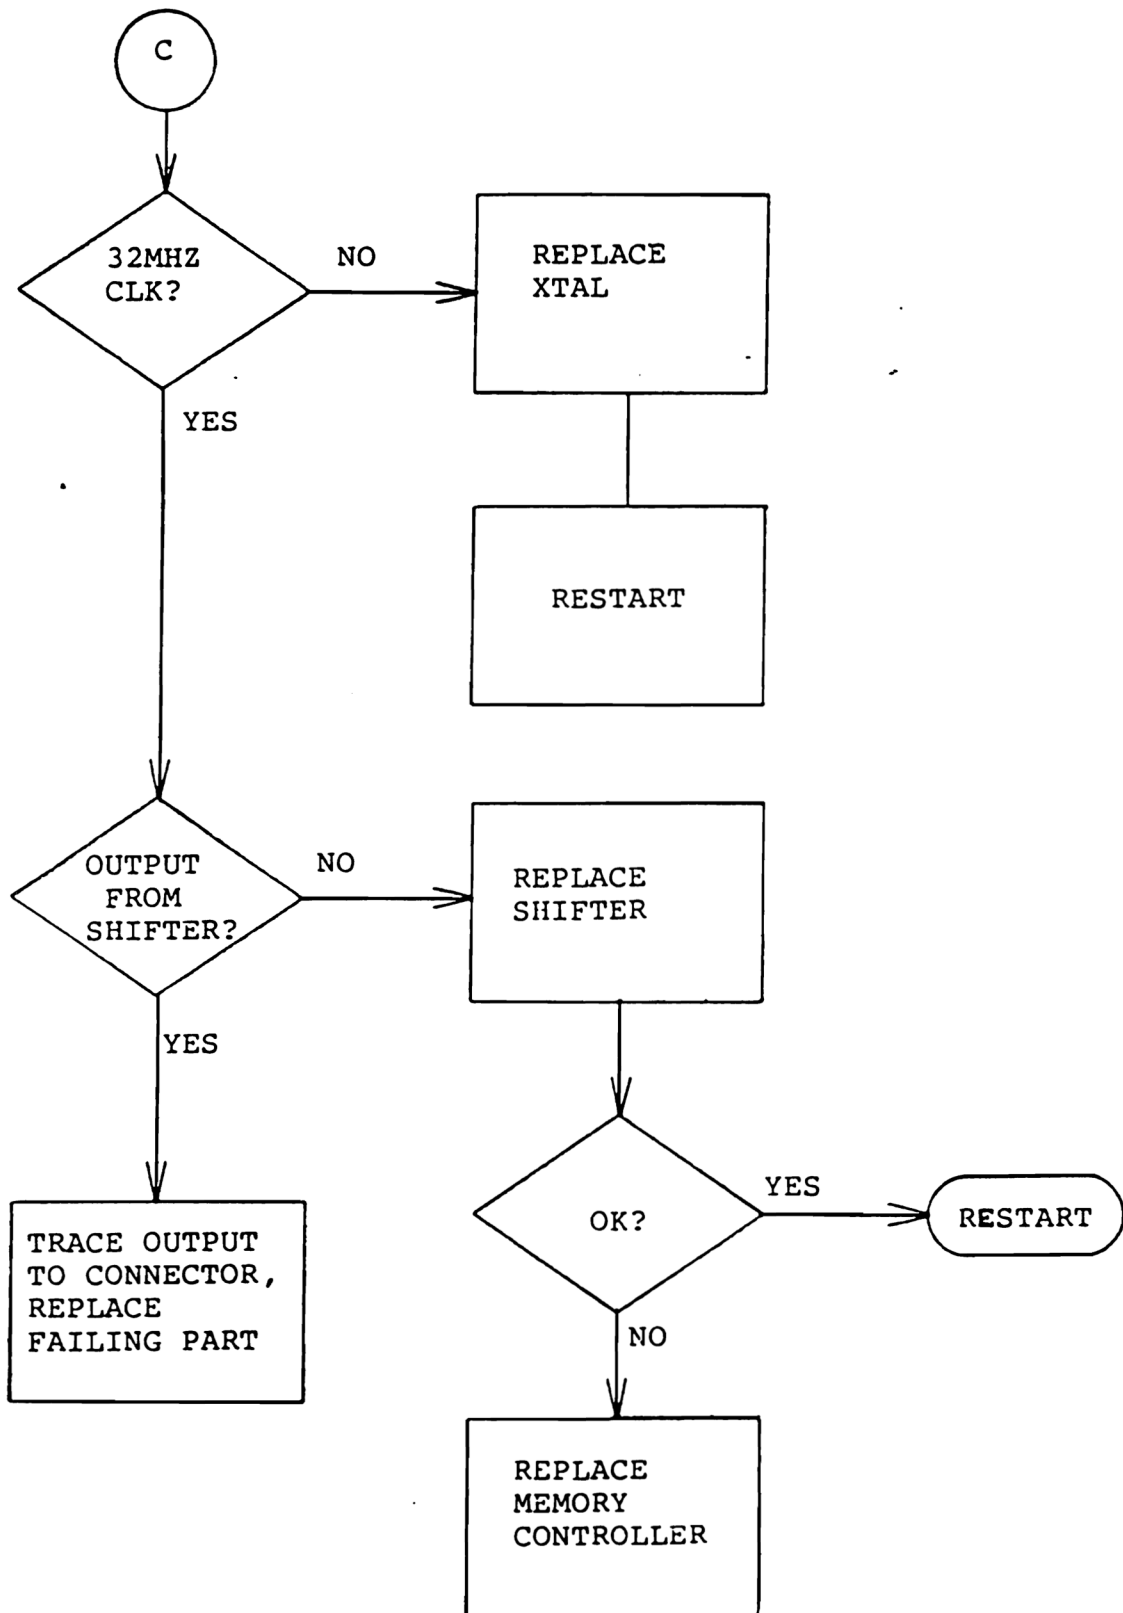 C
32MHZ
CLK?
NO
REPLACE
XTAL
YES
RESTART
OUTPUT
FROM
SHIFTER?
NO
REPLACE
SHIFTER
YES
TRACE OUTPUT
TO CONNECTOR,
REPLACE
FAILING PART
OK?
YES
RESTART
NO
REPLACE
MEMORY
CONTROLLER